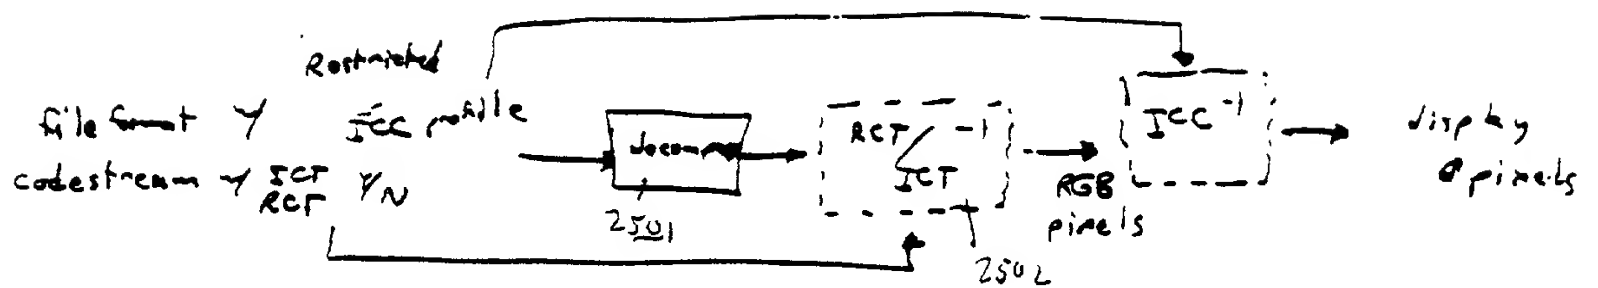 Restricted
file format Y ICC profile
codestream Y ICT
RCT Y/N
decomp
2501
RCT/ICT -1
2502
RGB
pixels
ICC -1
display
pixels